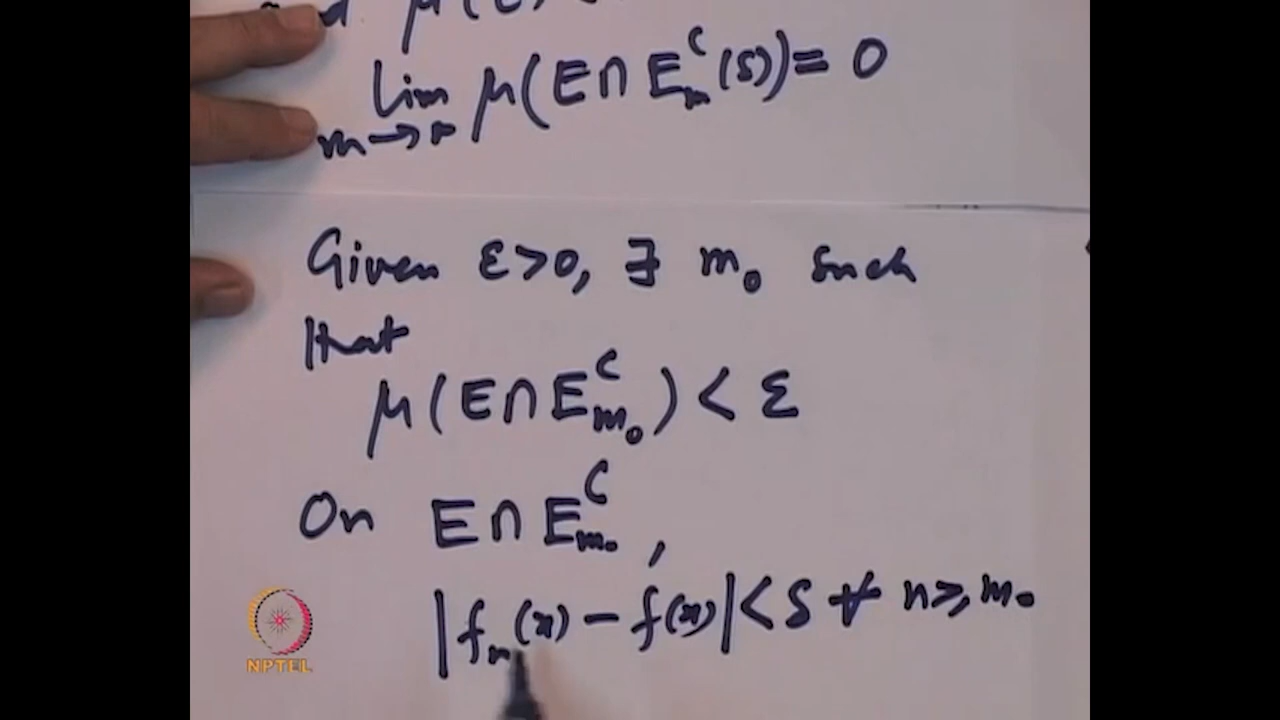 μ(E)<
lim μ(E∩E_m^c(δ))=0
m→∞
Given ε>0, ∃ m₀ such
that
μ(E∩E_{m₀}^C)<ε
On E∩E_{m₀}^C,
|f_n(x)-f(x)|<δ ∀ n≥m₀
NPTEL